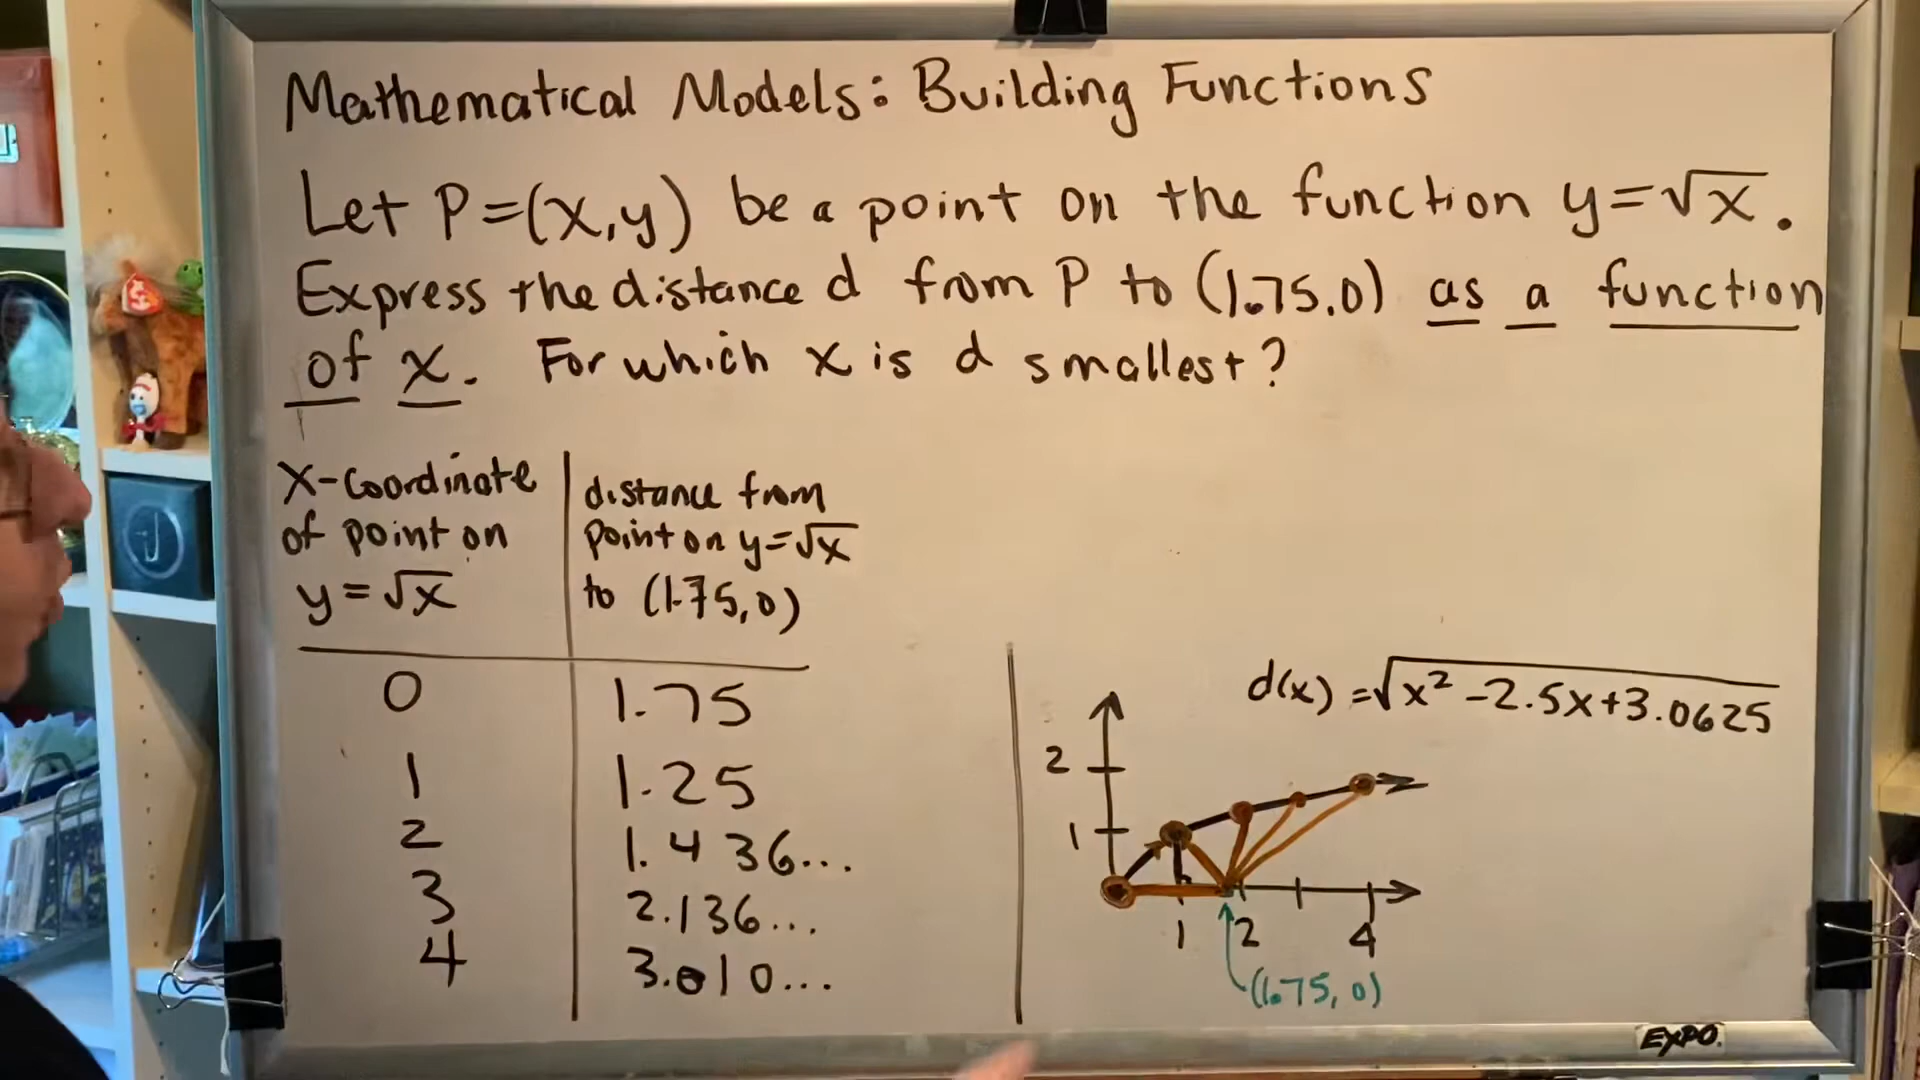 Mathematical Models: Building Functions
Let P=(x,y) be a point on the function y=√x.
Express the distance d from P to (1.75,0) as a function
of x. For which x is d smallest?
X-Coordinate
of point on
y=√x
distance from
point on y=√x
to (1.75,0)
0 1.75
1 1.25
2 1.436...
3 2.136...
4 3.010...
d(x)=√x²-2.5x+3.0625
2
1
1 2 4
(1.75, 0)
EXPO.